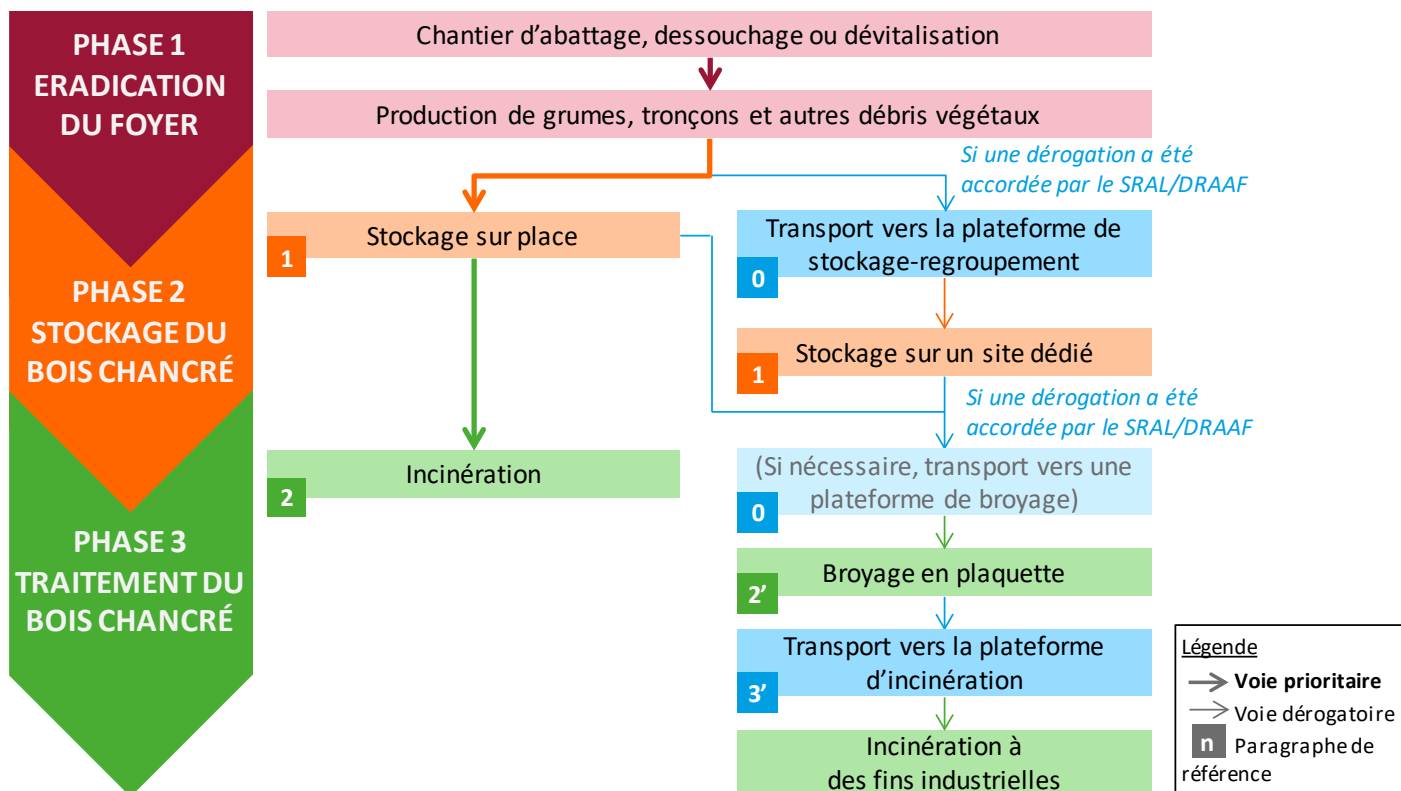 PHASE 1
ERADICATION
DU FOYER
Chantier d'abattage, dessouchage ou dévitalisation
Production de grumes, tronçons et autres débris végétaux
Si une dérogation a été
accordée par le SRAL/DRAAF
PHASE 2
STOCKAGE DU
BOIS CHANCRÉ
Stockage sur place
1
Transport vers la plateforme de
stockage-regroupement
0
Stockage sur un site dédié
1
Si une dérogation a été
accordée par le SRAL/DRAAF
PHASE 3
TRAITEMENT DU
BOIS CHANCRÉ
Incinération
2
(Si nécessaire, transport vers une
plateforme de broyage)
0
Broyage en plaquette
2'
Transport vers la plateforme
d'incinération
3'
Incinération à
des fins industrielles
Légende
Voie prioritaire
Voie dérogatoire
n Paragraphe de
référence